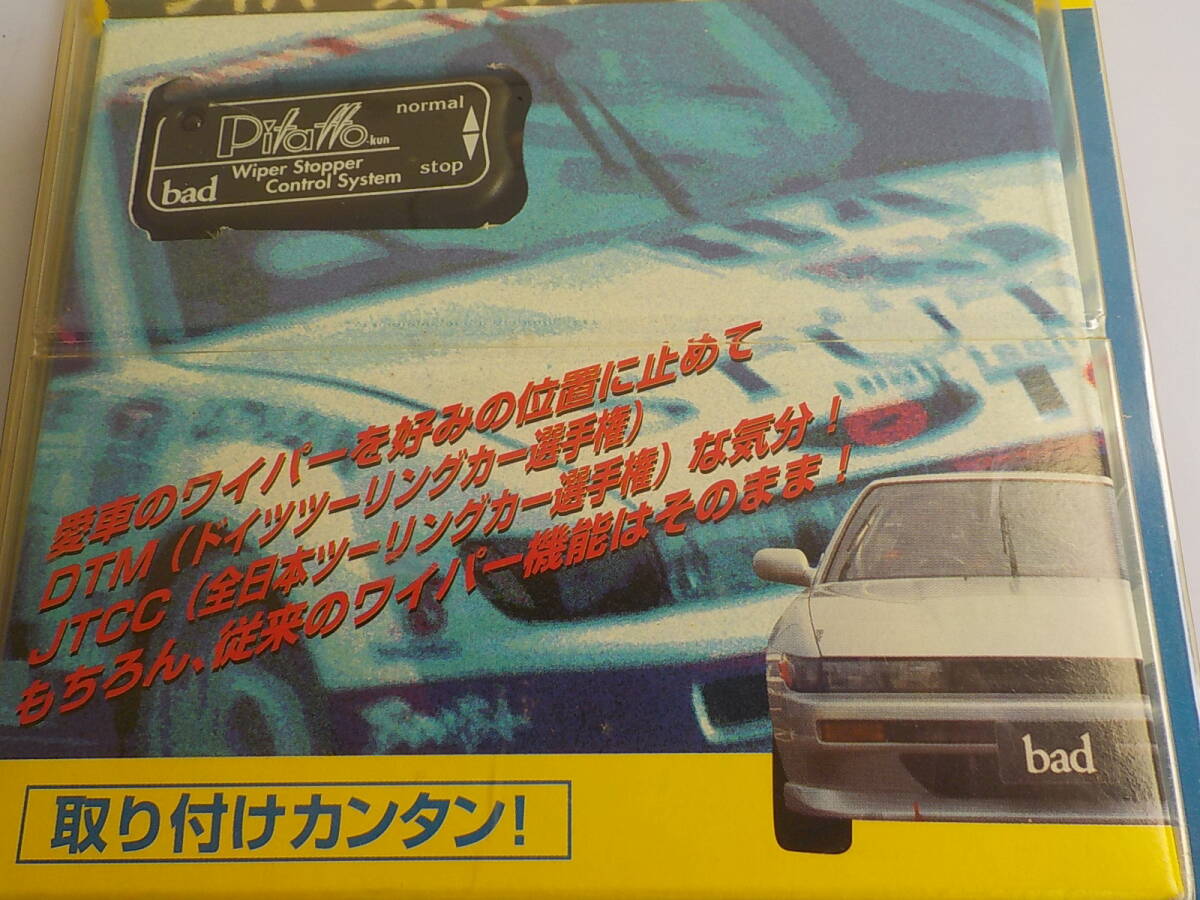 Pitatto-kun
normal
Wiper Stopper
Control System
stop
bad
愛車のワイパーを好みの位置に止めて
DTM（ドイツツーリングカー選手権）
JTCC（全日本ツーリングカー選手権）な気分！
もちろん、従来のワイパー機能はそのまま！
bad
取り付けカンタン！